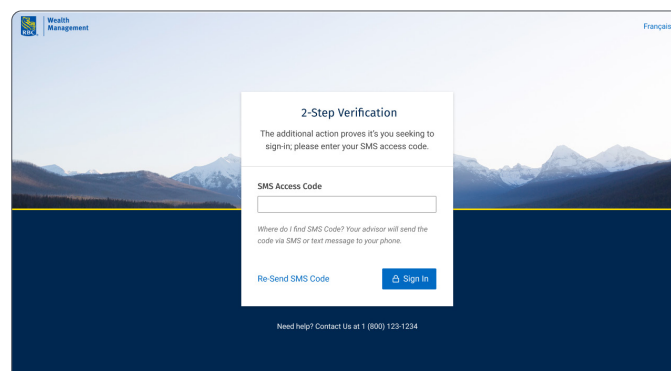 RBC
Wealth
Management
Français
2-Step Verification
The additional action proves it's you seeking to
sign-in; please enter your SMS access code.
SMS Access Code
Where do I find SMS Code? Your advisor will send the
code via SMS or text message to your phone.
Re-Send SMS Code
Sign In
Need help? Contact Us at 1 (800) 123-1234